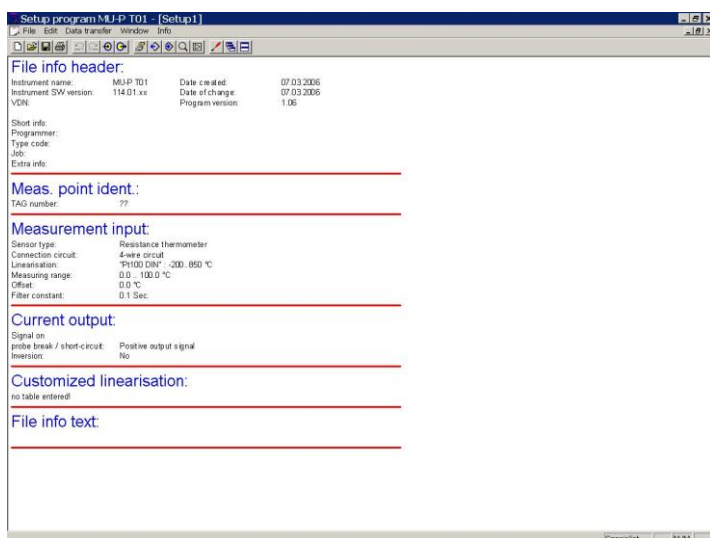 Setup program MU-P T01 - [Setup1]
File Edit Data transfer Window Info
File info header:
Instrument name: MU-P T01 Date created: 07.03.2006
Instrument SW version: 114.01.xx Date of change: 07.03.2006
VDN: Program version: 1.06
Short info:
Programmer:
Type code:
Job:
Extra info:
Meas. point ident.:
TAG number: ??
Measurement input:
Sensor type: Resistance thermometer
Connection circuit: 4-wire circuit
Linearisation: "Pt100 DIN" : -200..850 °C
Measuring range: 0.0 .. 100.0 °C
Offset: 0.0 °C
Filter constant: 0.1 Sec.
Current output:
Signal on
probe break / short-circuit: Positive output signal
Inversion: No
Customized linearisation:
no table entered!
File info text:
Specialist NUM